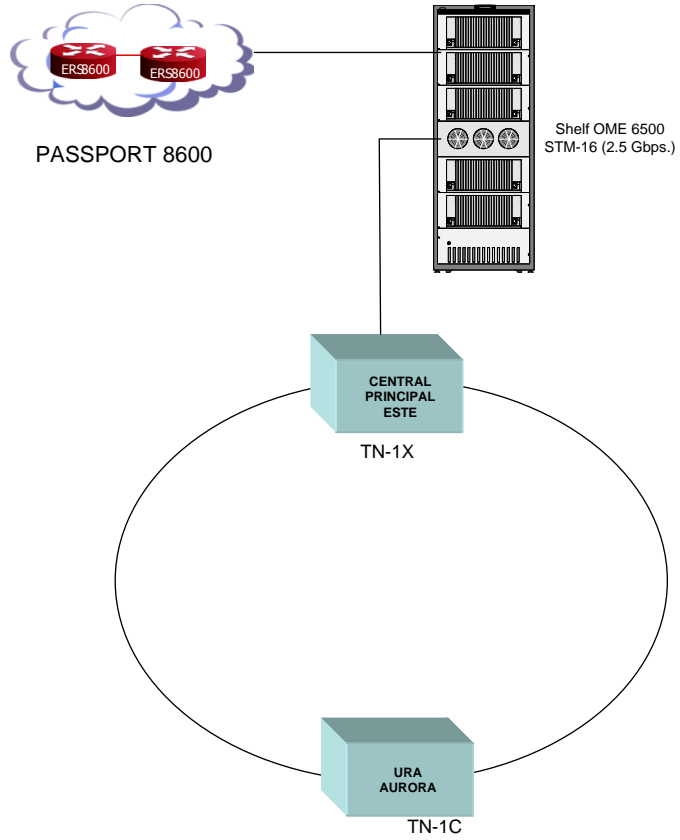 ERS8600
ERS8600
PASSPORT 8600
Shelf OME 6500
STM-16 (2.5 Gbps.)
CENTRAL
PRINCIPAL
ESTE
TN-1X
URA
AURORA
TN-1C